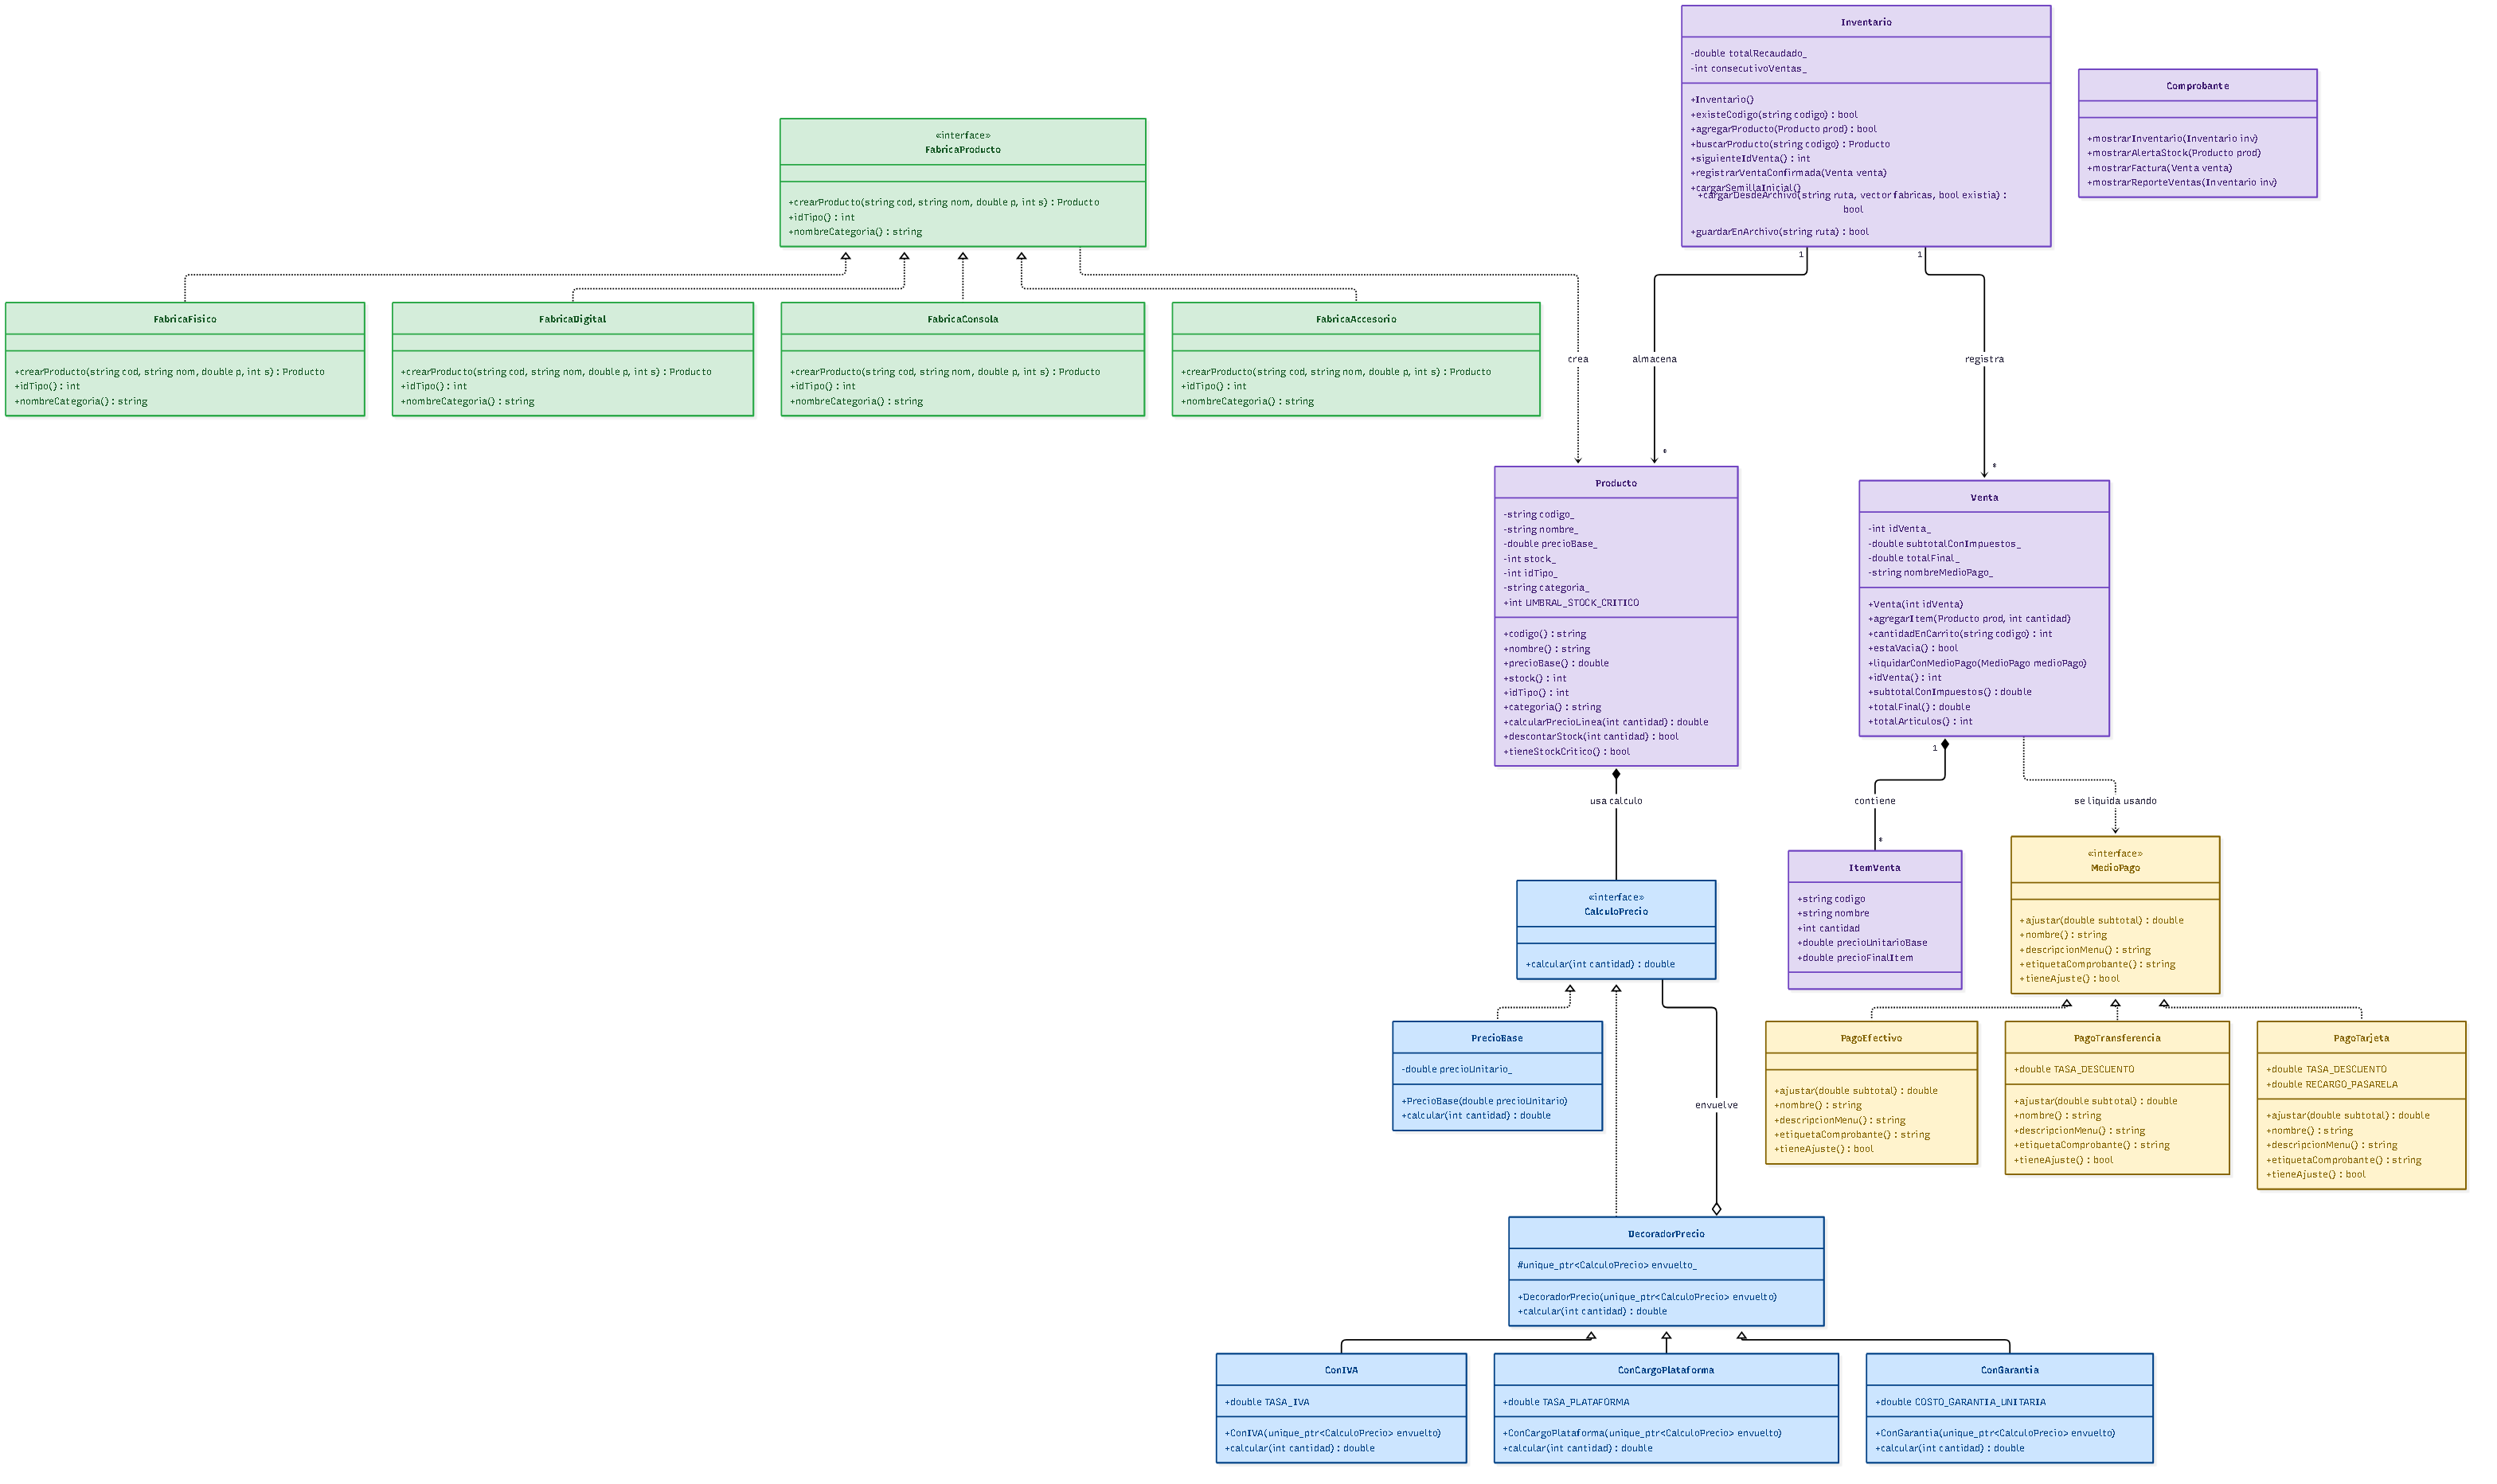 Inventario
-double totalRecaudado_
-int consecutivoVentas_
+Inventario()
+existeCodigo(string codigo) : bool
+agregarProducto(Producto prod) : bool
+buscarProducto(string codigo) : Producto
+siguienteIdVenta() : int
+registrarVentaConfirmada(Venta venta)
+cargarSemillaInicial()
+cargarDesdeArchivo(string ruta, vector fabricas, bool existia) :
bool
+guardarEnArchivo(string ruta) : bool
Comprobante
+mostrarInventario(Inventario inv)
+mostrarAlertaStock(Producto prod)
+mostrarFactura(Venta venta)
+mostrarReporteVentas(Inventario inv)
«interface»
FabricaProducto
+crearProducto(string cod, string nom, double p, int s) : Producto
+idTipo() : int
+nombreCategoria() : string
1
1
FabricaFisico
+crearProducto(string cod, string nom, double p, int s) : Producto
+idTipo() : int
+nombreCategoria() : string
FabricaDigital
+crearProducto(string cod, string nom, double p, int s) : Producto
+idTipo() : int
+nombreCategoria() : string
FabricaConsola
+crearProducto(string cod, string nom, double p, int s) : Producto
+idTipo() : int
+nombreCategoria() : string
FabricaAccesorio
+crearProducto(string cod, string nom, double p, int s) : Producto
+idTipo() : int
+nombreCategoria() : string
crea
almacena
registra
*
*
Producto
-string codigo_
-string nombre_
-double precioBase_
-int stock_
-int idTipo_
-string categoria_
+int UMBRAL_STOCK_CRITICO
+codigo() : string
+nombre() : string
+precioBase() : double
+stock() : int
+idTipo() : int
+categoria() : string
+calcularPrecioLinea(int cantidad) : double
+descontarStock(int cantidad) : bool
+tieneStockCritico() : bool
Venta
-int idVenta_
-double subtotalConImpuestos_
-double totalFinal_
-string nombreMedioPago_
+Venta(int idVenta)
+agregarItem(Producto prod, int cantidad)
+cantidadEnCarrito(string codigo) : int
+estaVacia() : bool
+liquidarConMedioPago(MedioPago medioPago)
+idVenta() : int
+subtotalConImpuestos() : double
+totalFinal() : double
+totalArticulos() : int
1
usa calculo
contiene
se liquida usando
*
«interface»
CalculoPrecio
+calcular(int cantidad) : double
ItemVenta
+string codigo
+string nombre
+int cantidad
+double precioUnitarioBase
+double precioFinalItem
«interface»
MedioPago
+ajustar(double subtotal) : double
+nombre() : string
+descripcionMenu() : string
+etiquetaComprobante() : string
+tieneAjuste() : bool
PrecioBase
-double precioUnitario_
+PrecioBase(double precioUnitario)
+calcular(int cantidad) : double
envuelve
PagoEfectivo
+ajustar(double subtotal) : double
+nombre() : string
+descripcionMenu() : string
+etiquetaComprobante() : string
+tieneAjuste() : bool
PagoTransferencia
+double TASA_DESCUENTO
+ajustar(double subtotal) : double
+nombre() : string
+descripcionMenu() : string
+etiquetaComprobante() : string
+tieneAjuste() : bool
PagoTarjeta
+double TASA_DESCUENTO
+double RECARGO_PASARELA
+ajustar(double subtotal) : double
+nombre() : string
+descripcionMenu() : string
+etiquetaComprobante() : string
+tieneAjuste() : bool
DecoradorPrecio
#unique_ptr<CalculoPrecio> envuelto_
+DecoradorPrecio(unique_ptr<CalculoPrecio> envuelto)
+calcular(int cantidad) : double
ConIVA
+double TASA_IVA
+ConIVA(unique_ptr<CalculoPrecio> envuelto)
+calcular(int cantidad) : double
ConCargoPlataforma
+double TASA_PLATAFORMA
+ConCargoPlataforma(unique_ptr<CalculoPrecio> envuelto)
+calcular(int cantidad) : double
ConGarantia
+double COSTO_GARANTIA_UNITARIA
+ConGarantia(unique_ptr<CalculoPrecio> envuelto)
+calcular(int cantidad) : double